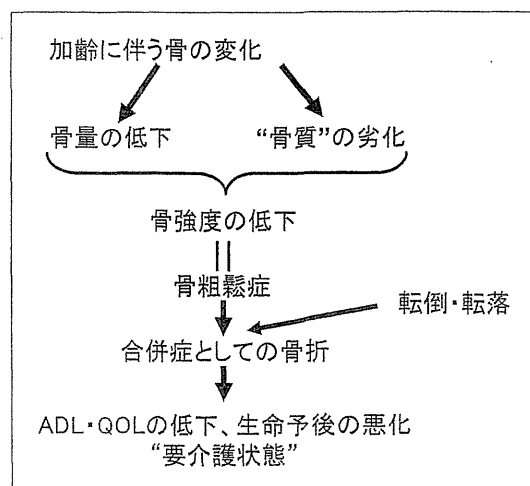 加齢に伴う骨の変化
骨量の低下 “骨質”の劣化
骨強度の低下
骨粗鬆症
転倒・転落
合併症としての骨折
ADL・QOLの低下、生命予後の悪化
“要介護状態”